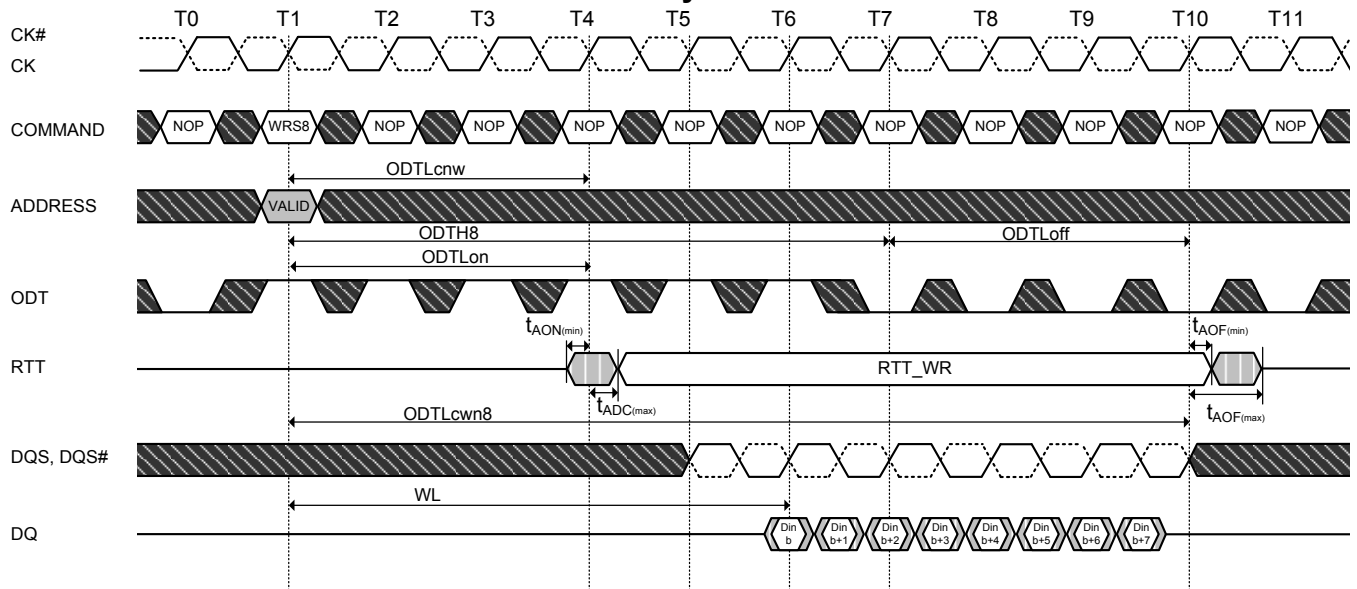 T0 T1 T2 T3 T4 T5 T6 T7 T8 T9 T10 T11
CK#
CK
COMMAND NOP WRS8 NOP NOP NOP NOP NOP NOP NOP NOP NOP NOP
ODTLcnw
ADDRESS VALID
ODTH8 ODTLoff
ODTLon
ODT
tAON(min) tAOF(min)
RTT RTT_WR
tADC(max) tAOF(max)
ODTLcwn8
DQS, DQS#
WL
DQ Din b Din b+1 Din b+2 Din b+3 Din b+4 Din b+5 Din b+6 Din b+7